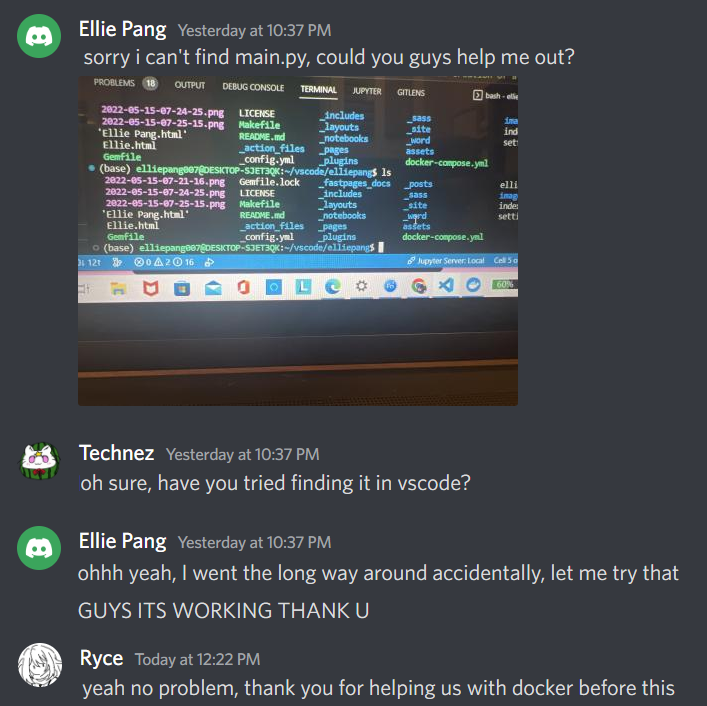 Ellie Pang Yesterday at 10:37 PM
sorry i can't find main.py, could you guys help me out?
PROBLEMS 18 OUTPUT DEBUG CONSOLE TERMINAL JUPYTER GITLENS
bash - elie
2022-05-15-07-24-25.png LICENSE _includes _sass ima
2022-05-15-07-25-15.png Makefile _layouts _site ind
'Ellie Pang.html' README.md _notebooks _word set
Ellie.html _action_files _pages assets
Gemfile _config.yml _plugins docker-compose.yml
(base) elliepang007@DESKTOP-SJET3QK:~/vscode/elliepang$ ls
2022-05-15-07-21-16.png Gemfile.lock _fastpages_docs _posts elli
2022-05-15-07-24-25.png LICENSE _includes _sass imag
2022-05-15-07-25-15.png Makefile _layouts _site inde
'Ellie Pang.html' README.md _notebooks _word setti
Ellie.html _action_files _pages assets
Gemfile _config.yml _plugins docker-compose.yml
(base) elliepang007@DESKTOP-SJET3QK:~/vscode/elliepang$
121 0 2 16 Jupyter Server: Local Cell 5 o
60%
Technez Yesterday at 10:37 PM
oh sure, have you tried finding it in vscode?
Ellie Pang Yesterday at 10:37 PM
ohhh yeah, I went the long way around accidentally, let me try that
GUYS ITS WORKING THANK U
Ryce Today at 12:22 PM
yeah no problem, thank you for helping us with docker before this